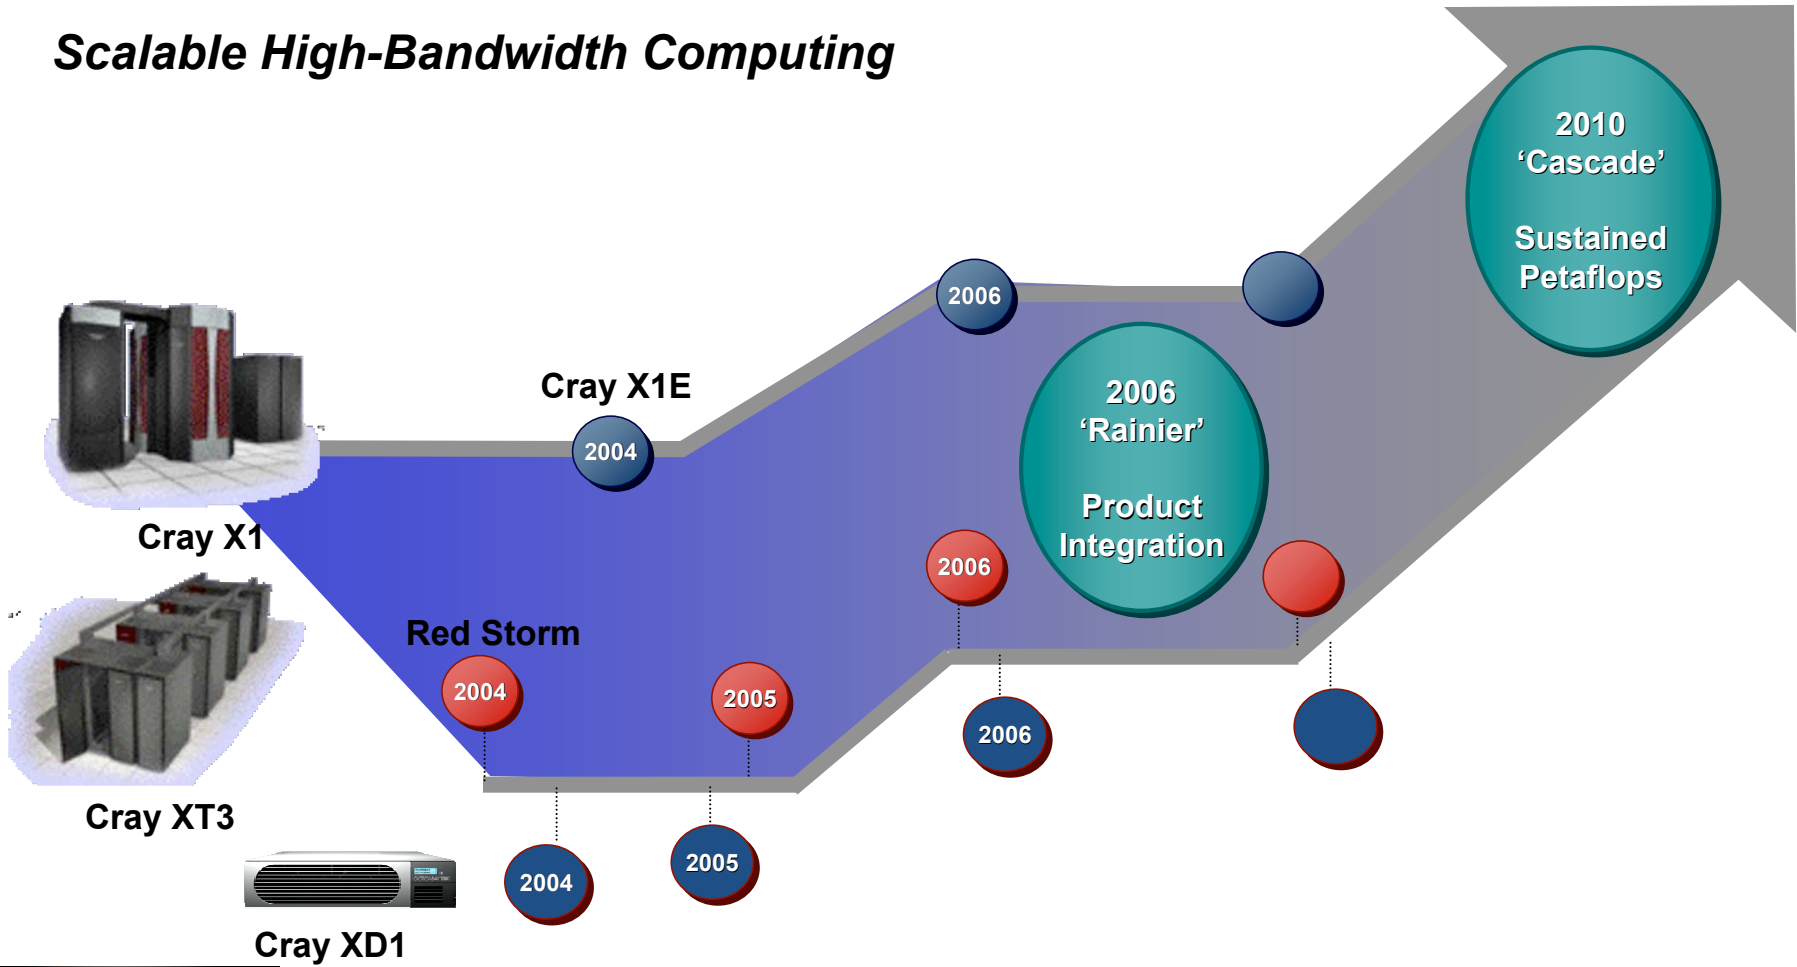 Scalable High-Bandwidth Computing
2010
‘Cascade’
Sustained
Petaflops
2006
Cray X1E
2004
2006
‘Rainier’
Product
Integration
Cray X1
2006
Red Storm
2004
2005
2006
Cray XT3
2004
2005
Cray XD1